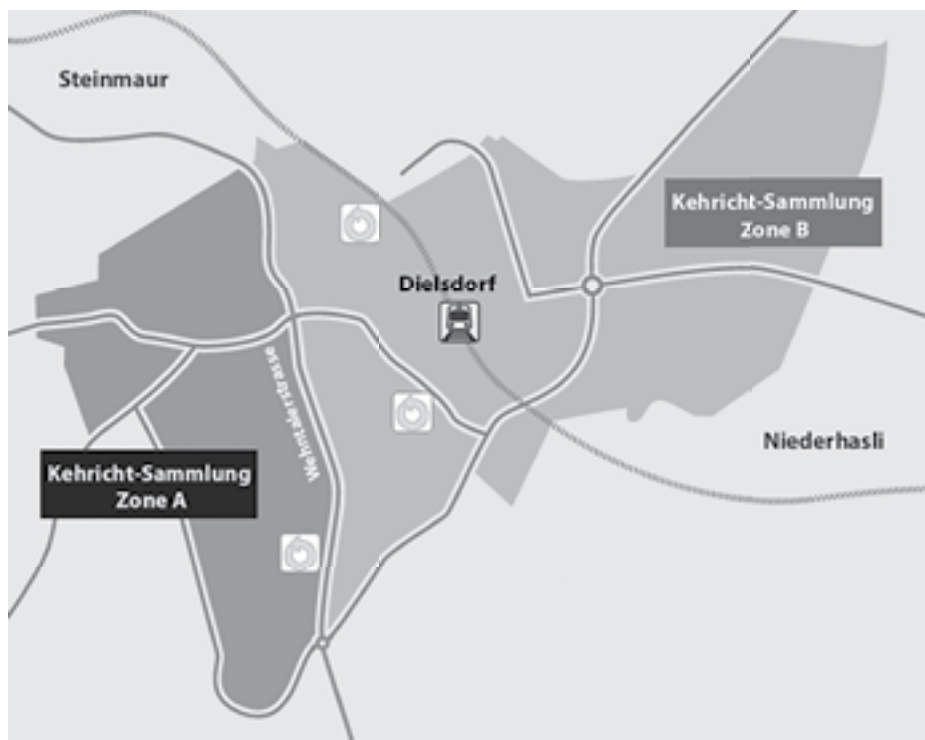 Steinmaur
Kehricht-Sammlung
Zone B
Dielsdorf
Wehntalerstrasse
Niederhasli
Kehricht-Sammlung
Zone A